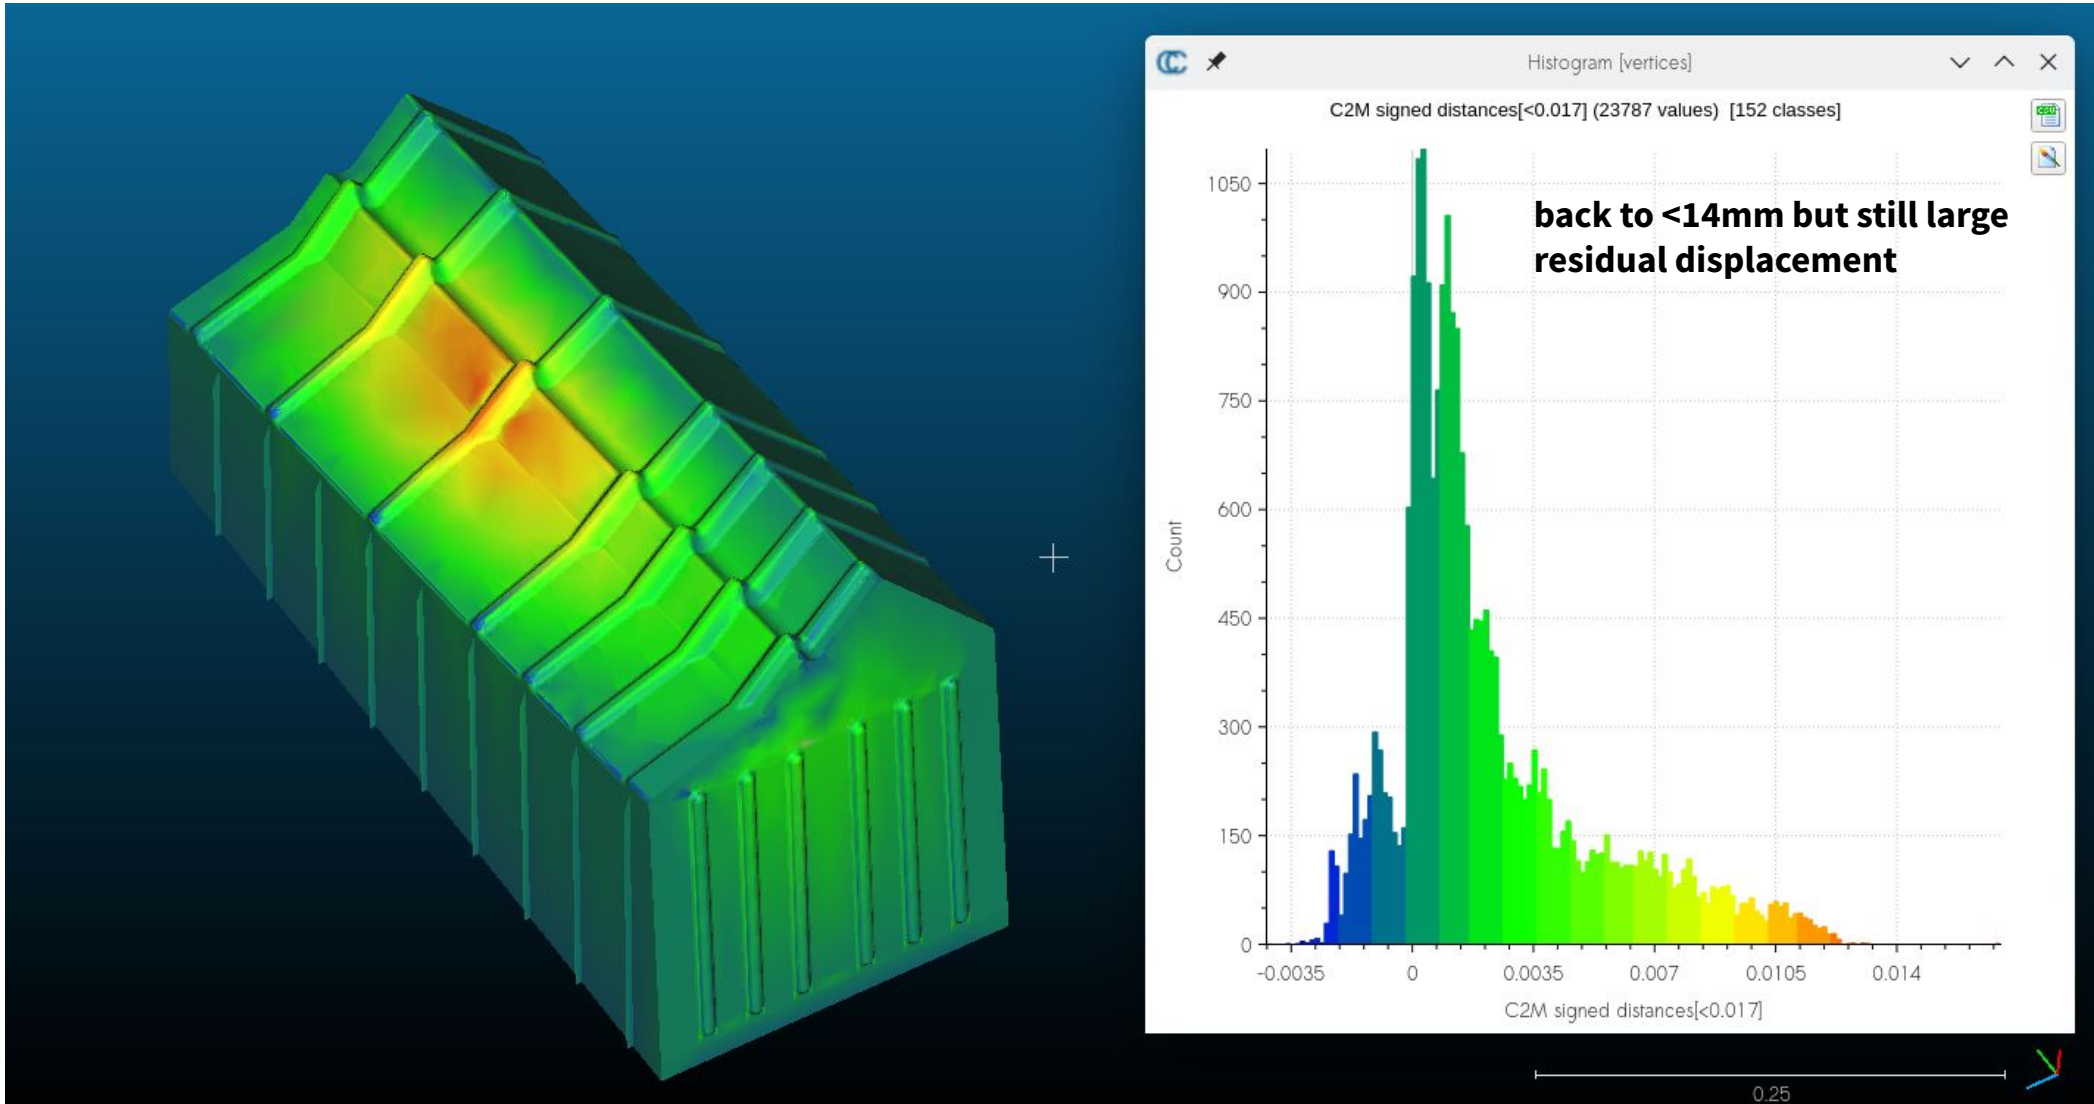 Histogram [vertices]
C2M signed distances[<0.017] (23787 values) [152 classes]
back to <14mm but still large
residual displacement
1050
900
750
600
450
300
150
0
Count
-0.0035 0 0.0035 0.007 0.0105 0.014
C2M signed distances[<0.017]
0.25